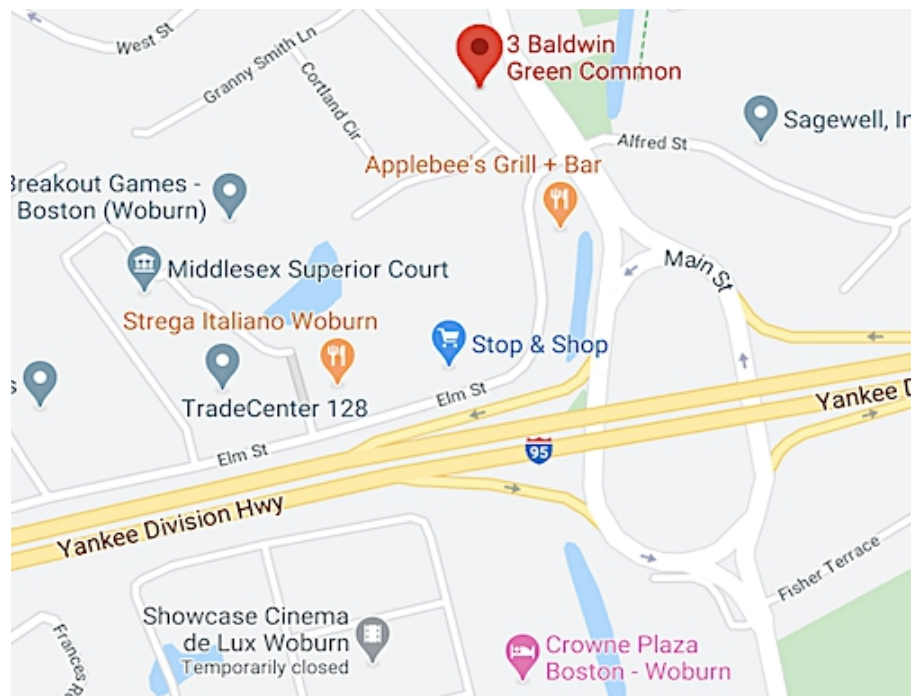 West St
Granny Smith Ln
Cortland Cir
3 Baldwin
Green Common
Alfred St
Sagewell, In
Applebee's Grill + Bar
Breakout Games -
Boston (Woburn)
Middlesex Superior Court
Main St
Strega Italiano Woburn
Stop & Shop
TradeCenter 128
Elm St
Yankee D
Elm St
95
Yankee Division Hwy
Fisher Terrace
Showcase Cinema
de Lux Woburn
Temporarily closed
Crowne Plaza
Boston - Woburn
Frances R